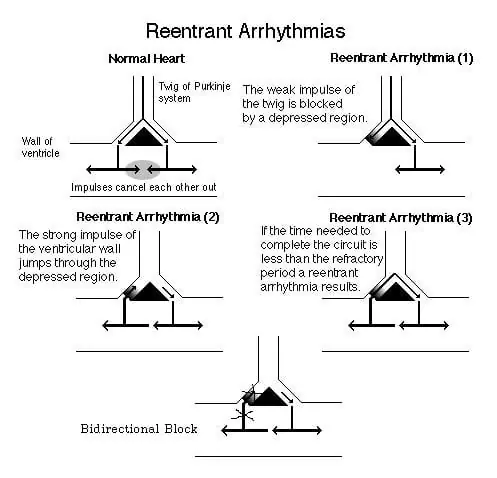 Reentrant Arrhythmias
Normal Heart
Twig of Purkinje
system
Wall of
ventricle
Impulses cancel each other out
Reentrant Arrhythmia (1)
The weak impulse of
the twig is blocked
by a depressed region.
Reentrant Arrhythmia (2)
The strong impulse of
the ventricular wall
jumps through the
depressed region.
Reentrant Arrhythmia (3)
If the time needed to
complete the circuit is
less than the refractory
period a reentrant
arrhythmia results.
Bidirectional Block